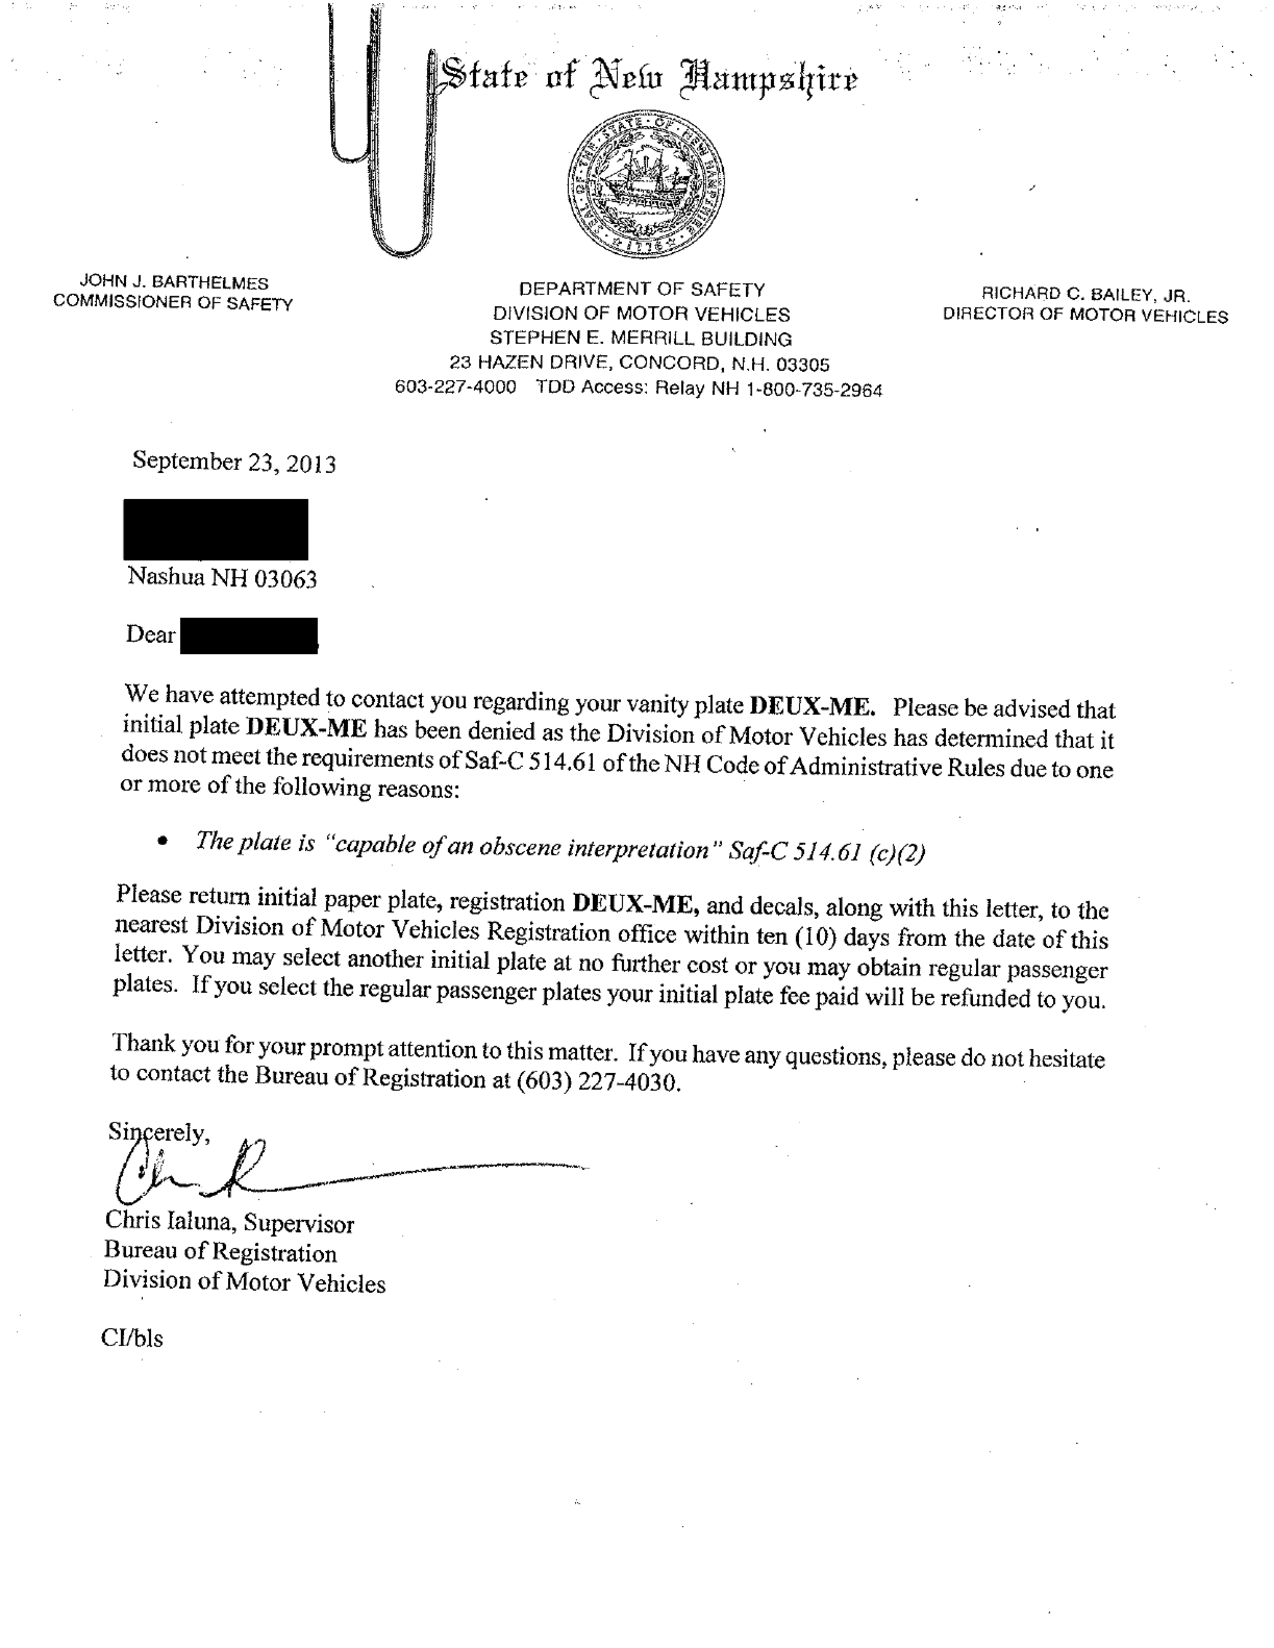 State of New Hampshire
SEAL · OF · THE · STATE · OF · NEW HAMPSHIRE
1776
JOHN J. BARTHELMES
COMMISSIONER OF SAFETY
DEPARTMENT OF SAFETY
DIVISION OF MOTOR VEHICLES
STEPHEN E. MERRILL BUILDING
23 HAZEN DRIVE, CONCORD, N.H. 03305
603-227-4000 TDD Access: Relay NH 1-800-735-2964
RICHARD C. BAILEY, JR.
DIRECTOR OF MOTOR VEHICLES
September 23, 2013
Nashua NH 03063
Dear
We have attempted to contact you regarding your vanity plate DEUX-ME. Please be advised that
initial plate DEUX-ME has been denied as the Division of Motor Vehicles has determined that it
does not meet the requirements of Saf-C 514.61 of the NH Code of Administrative Rules due to one
or more of the following reasons:
• The plate is "capable of an obscene interpretation" Saf-C 514.61 (c)(2)
Please return initial paper plate, registration DEUX-ME, and decals, along with this letter, to the
nearest Division of Motor Vehicles Registration office within ten (10) days from the date of this
letter. You may select another initial plate at no further cost or you may obtain regular passenger
plates. If you select the regular passenger plates your initial plate fee paid will be refunded to you.
Thank you for your prompt attention to this matter. If you have any questions, please do not hesitate
to contact the Bureau of Registration at (603) 227-4030.
Sincerely,
Chris Ialuna, Supervisor
Bureau of Registration
Division of Motor Vehicles
CI/bls